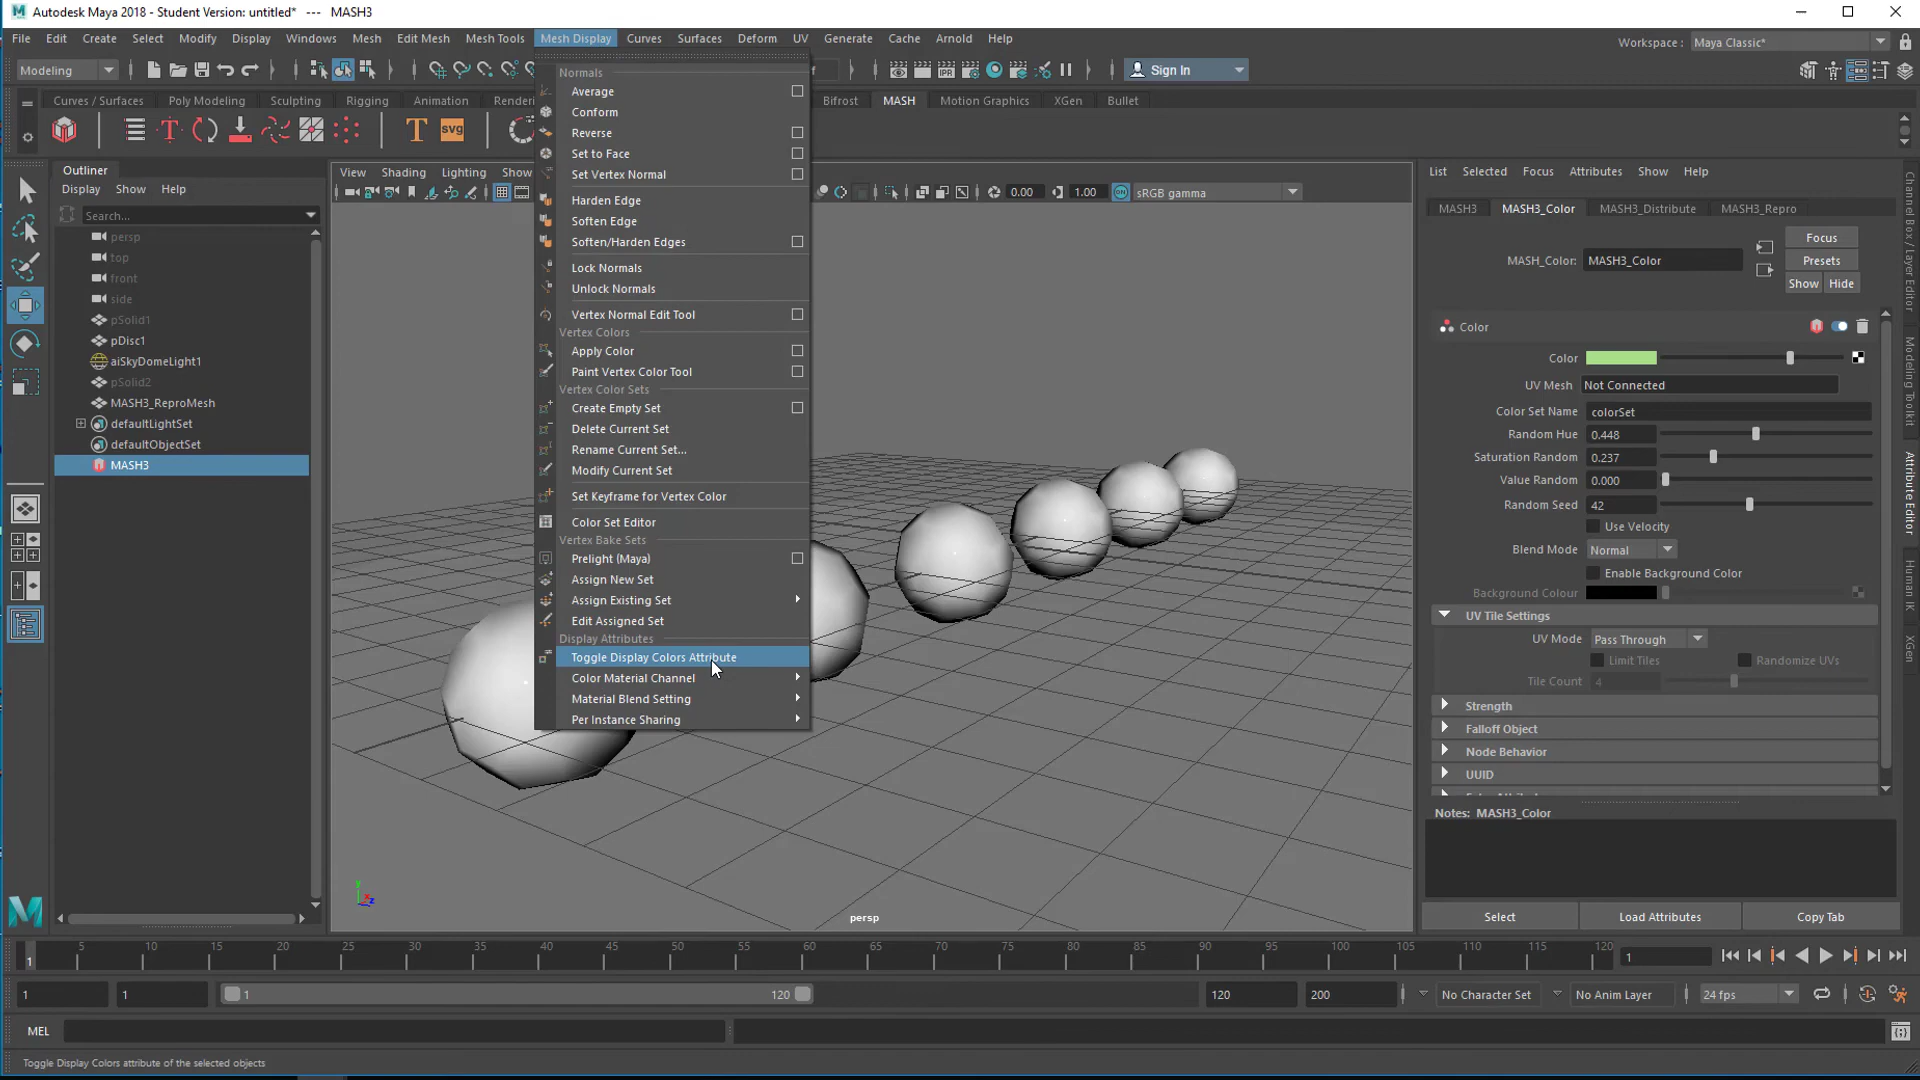 Autodesk Maya 2018 - Student Version: untitled* --- MASH3
File Edit Create Select Modify Display Windows Mesh Edit Mesh Mesh Tools Mesh Display Curves Surfaces Deform UV Generate Cache Arnold Help
Workspace : Maya Classic*
Modeling
Sign In
Curves / Surfaces Poly Modeling Sculpting Rigging Animation Bifrost MASH Motion Graphics XGen Bullet
Outliner
Display Show Help
Search...
persp
top
front
side
pSolid1
pDisc1
aiSkyDomeLight1
pSolid2
MASH3_ReproMesh
defaultLightSet
defaultObjectSet
MASH3
View Shading Lighting Show
0.00 1.00 sRGB gamma
Normals
Average
Conform
Reverse
Set to Face
Set Vertex Normal
Harden Edge
Soften Edge
Soften/Harden Edges
Lock Normals
Unlock Normals
Vertex Normal Edit Tool
Vertex Colors
Apply Color
Paint Vertex Color Tool
Vertex Color Sets
Create Empty Set
Delete Current Set
Rename Current Set...
Modify Current Set
Set Keyframe for Vertex Color
Color Set Editor
Vertex Bake Sets
Prelight (Maya)
Assign New Set
Assign Existing Set
Edit Assigned Set
Display Attributes
Toggle Display Colors Attribute
Color Material Channel
Material Blend Setting
Per Instance Sharing
persp
List Selected Focus Attributes Show Help
MASH3 MASH3_Color MASH3_Distribute MASH3_Repro
MASH_Color: MASH3_Color
Focus
Presets
Show Hide
Color
Color
UV Mesh Not Connected
Color Set Name colorSet
Random Hue 0.448
Saturation Random 0.237
Value Random 0.000
Random Seed 42
Use Velocity
Blend Mode Normal
Enable Background Color
Background Colour
UV Tile Settings
UV Mode Pass Through
Limit Tiles Randomize UVs
Tile Count 4
Strength
Falloff Object
Node Behavior
UUID
Notes: MASH3_Color
Select Load Attributes Copy Tab
Channel Box / Layer Editor
Modeling Toolkit
Attribute Editor
Human IK
XGen
5 10 15 20 25 30 35 40 45 50 55 60 65 70 75 80 85 90 95 100 105 110 115 120
1 1
1 1 1 120 120 200 No Character Set No Anim Layer 24 fps
MEL
Toggle Display Colors attribute of the selected objects